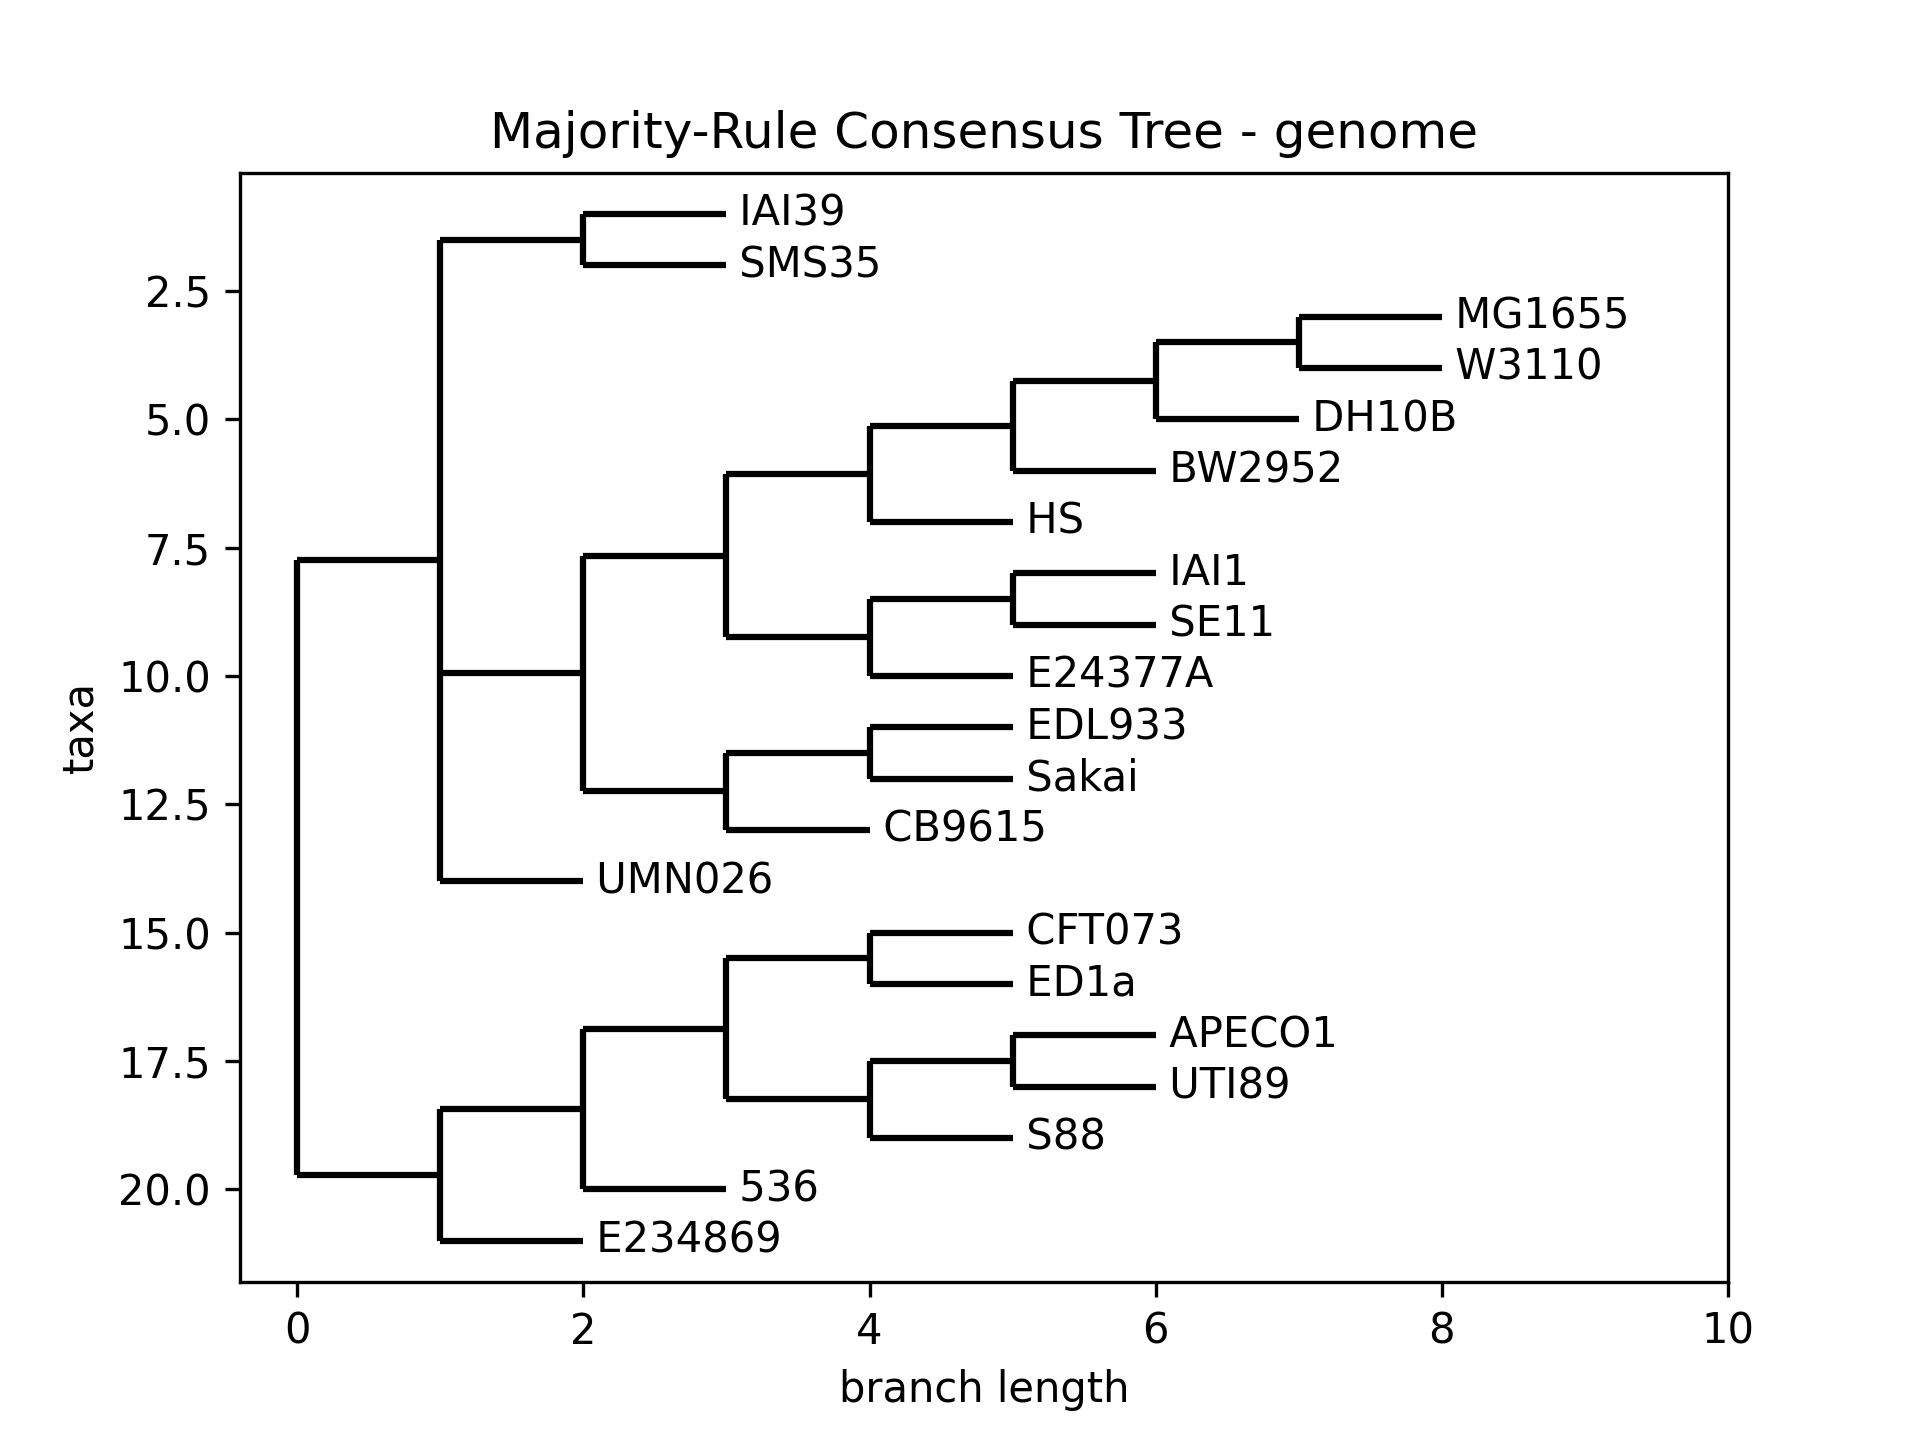 Majority-Rule Consensus Tree - genome
IAI39
SMS35
2.5
MG1655
W3110
5.0
DH10B
BW2952
HS
7.5
IAI1
SE11
10.0
E24377A
EDL933
taxa
Sakai
12.5
CB9615
UMN026
15.0
CFT073
ED1a
APECO1
17.5
UTI89
S88
20.0
536
E234869
0 2 4 6 8 10
branch length